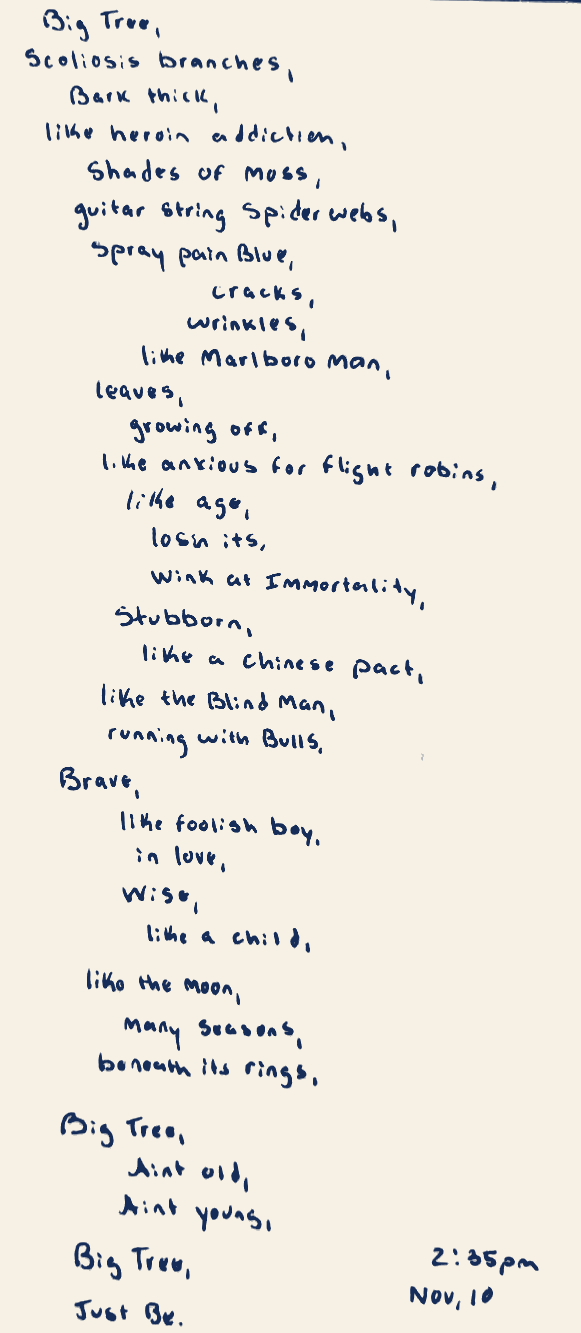 Big Tree,
Scoliosis branches,
Bark thick,
like heroin addiction,
Shades of Moss,
guitar string Spider webs,
Spray pain Blue,
cracks,
wrinkles,
like Marlboro Man,
leaves,
growing off,
like anxious for flight robins,
like age,
losin its,
wink at Immortality,
Stubborn,
like a chinese pact,
like the Blind Man,
running with Bulls.
Brave,
like foolish boy,
in love,
Wise,
like a child,
like the Moon,
Many Seasons,
beneath its rings,
Big Tree,
Aint old,
Aint young,
Big Tree,
Just Be.
2:35pm
Nov, 10